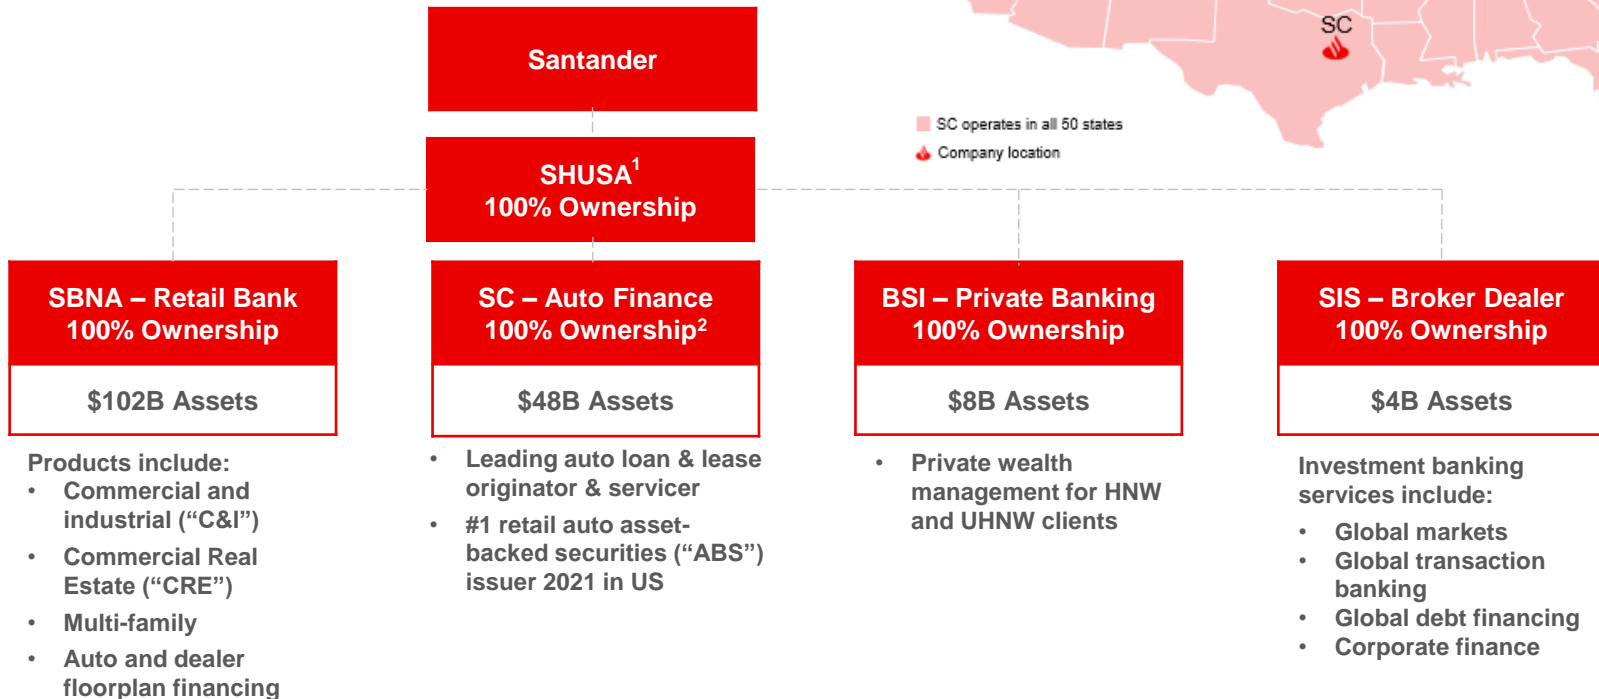 SC
SC operates in all 50 states
Company location
Santander
SHUSA1
100% Ownership
SBNA – Retail Bank
100% Ownership
$102B Assets
Products include:
• Commercial and
industrial (“C&I”)
• Commercial Real
Estate (“CRE”)
• Multi-family
• Auto and dealer
floorplan financing
SC – Auto Finance
100% Ownership2
$48B Assets
• Leading auto loan & lease
originator & servicer
• #1 retail auto asset-
backed securities (“ABS”)
issuer 2021 in US
BSI – Private Banking
100% Ownership
$8B Assets
• Private wealth
management for HNW
and UHNW clients
SIS – Broker Dealer
100% Ownership
$4B Assets
Investment banking
services include:
• Global markets
• Global transaction
banking
• Global debt financing
• Corporate finance